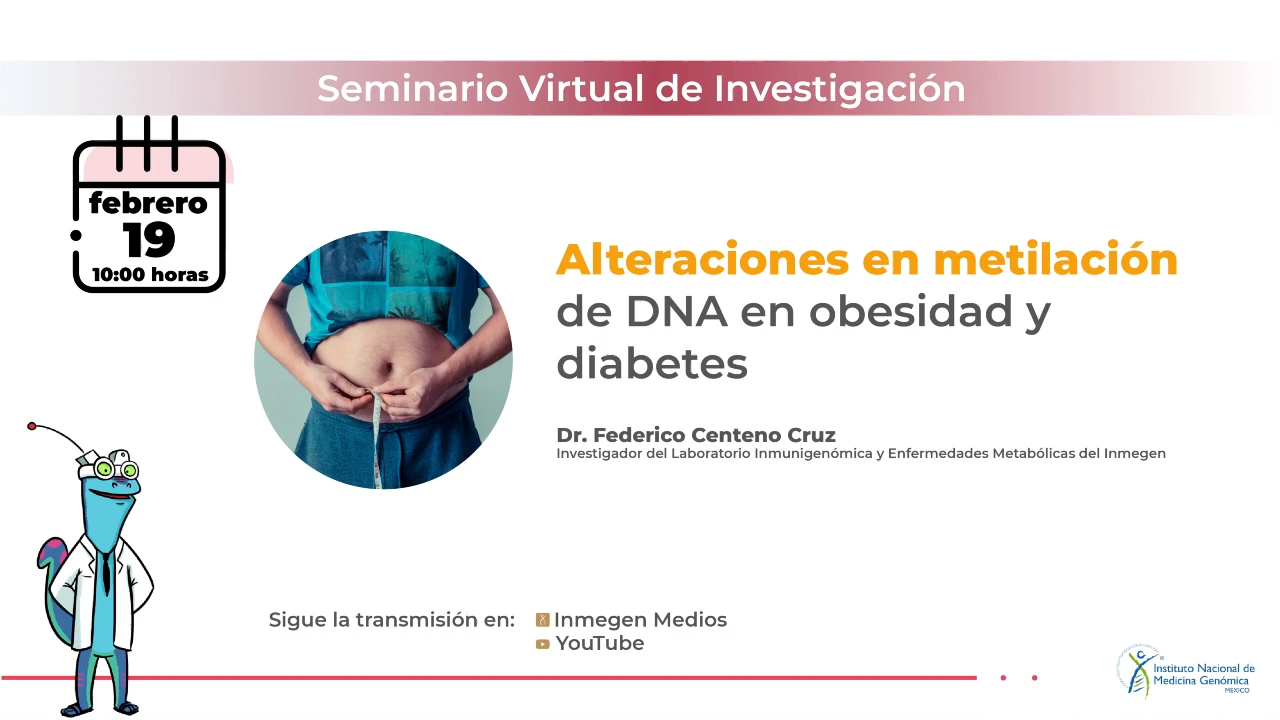 Seminario Virtual de Investigación
febrero
19
10:00 horas
Alteraciones en metilación
de DNA en obesidad y
diabetes
Dr. Federico Centeno Cruz
Investigador del Laboratorio Inmunigenómica y Enfermedades Metabólicas del Inmegen
Sigue la transmisión en: Inmegen Medios
YouTube
Instituto Nacional de
Medicina Genómica
MÉXICO